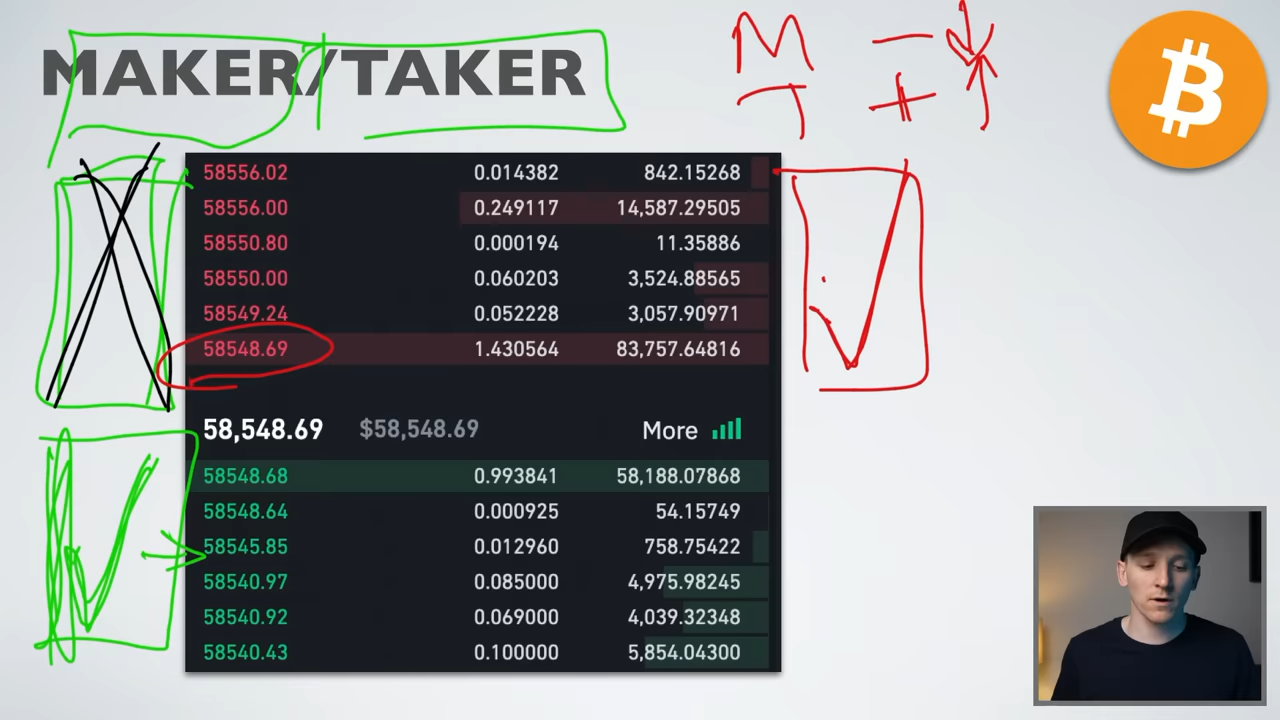 MAKER/TAKER
M - ↓
T + ↑
58556.02 0.014382 842.15268
58556.00 0.249117 14,587.29505
58550.80 0.000194 11.35886
58550.00 0.060203 3,524.88565
58549.24 0.052228 3,057.90971
58548.69 1.430564 83,757.64816
58,548.69 $58,548.69 More
58548.68 0.993841 58,188.07868
58548.64 0.000925 54.15749
58545.85 0.012960 758.75422
58540.97 0.085000 4,975.98245
58540.92 0.069000 4,039.32348
58540.43 0.100000 5,854.04300